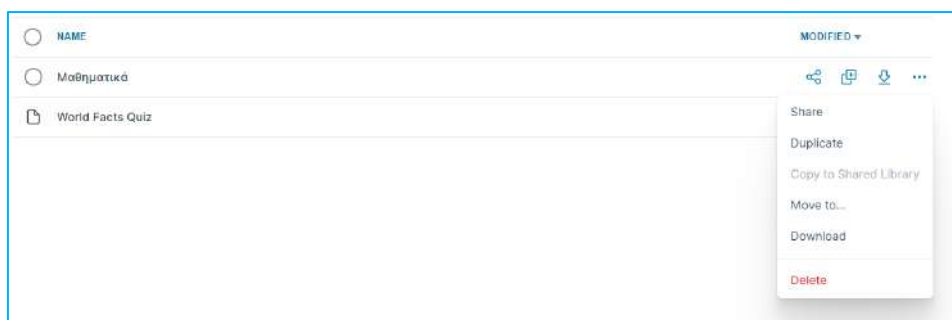 NAME MODIFIED
Μαθηματικά
World Facts Quiz
Share
Duplicate
Copy to Shared Library
Move to...
Download
Delete